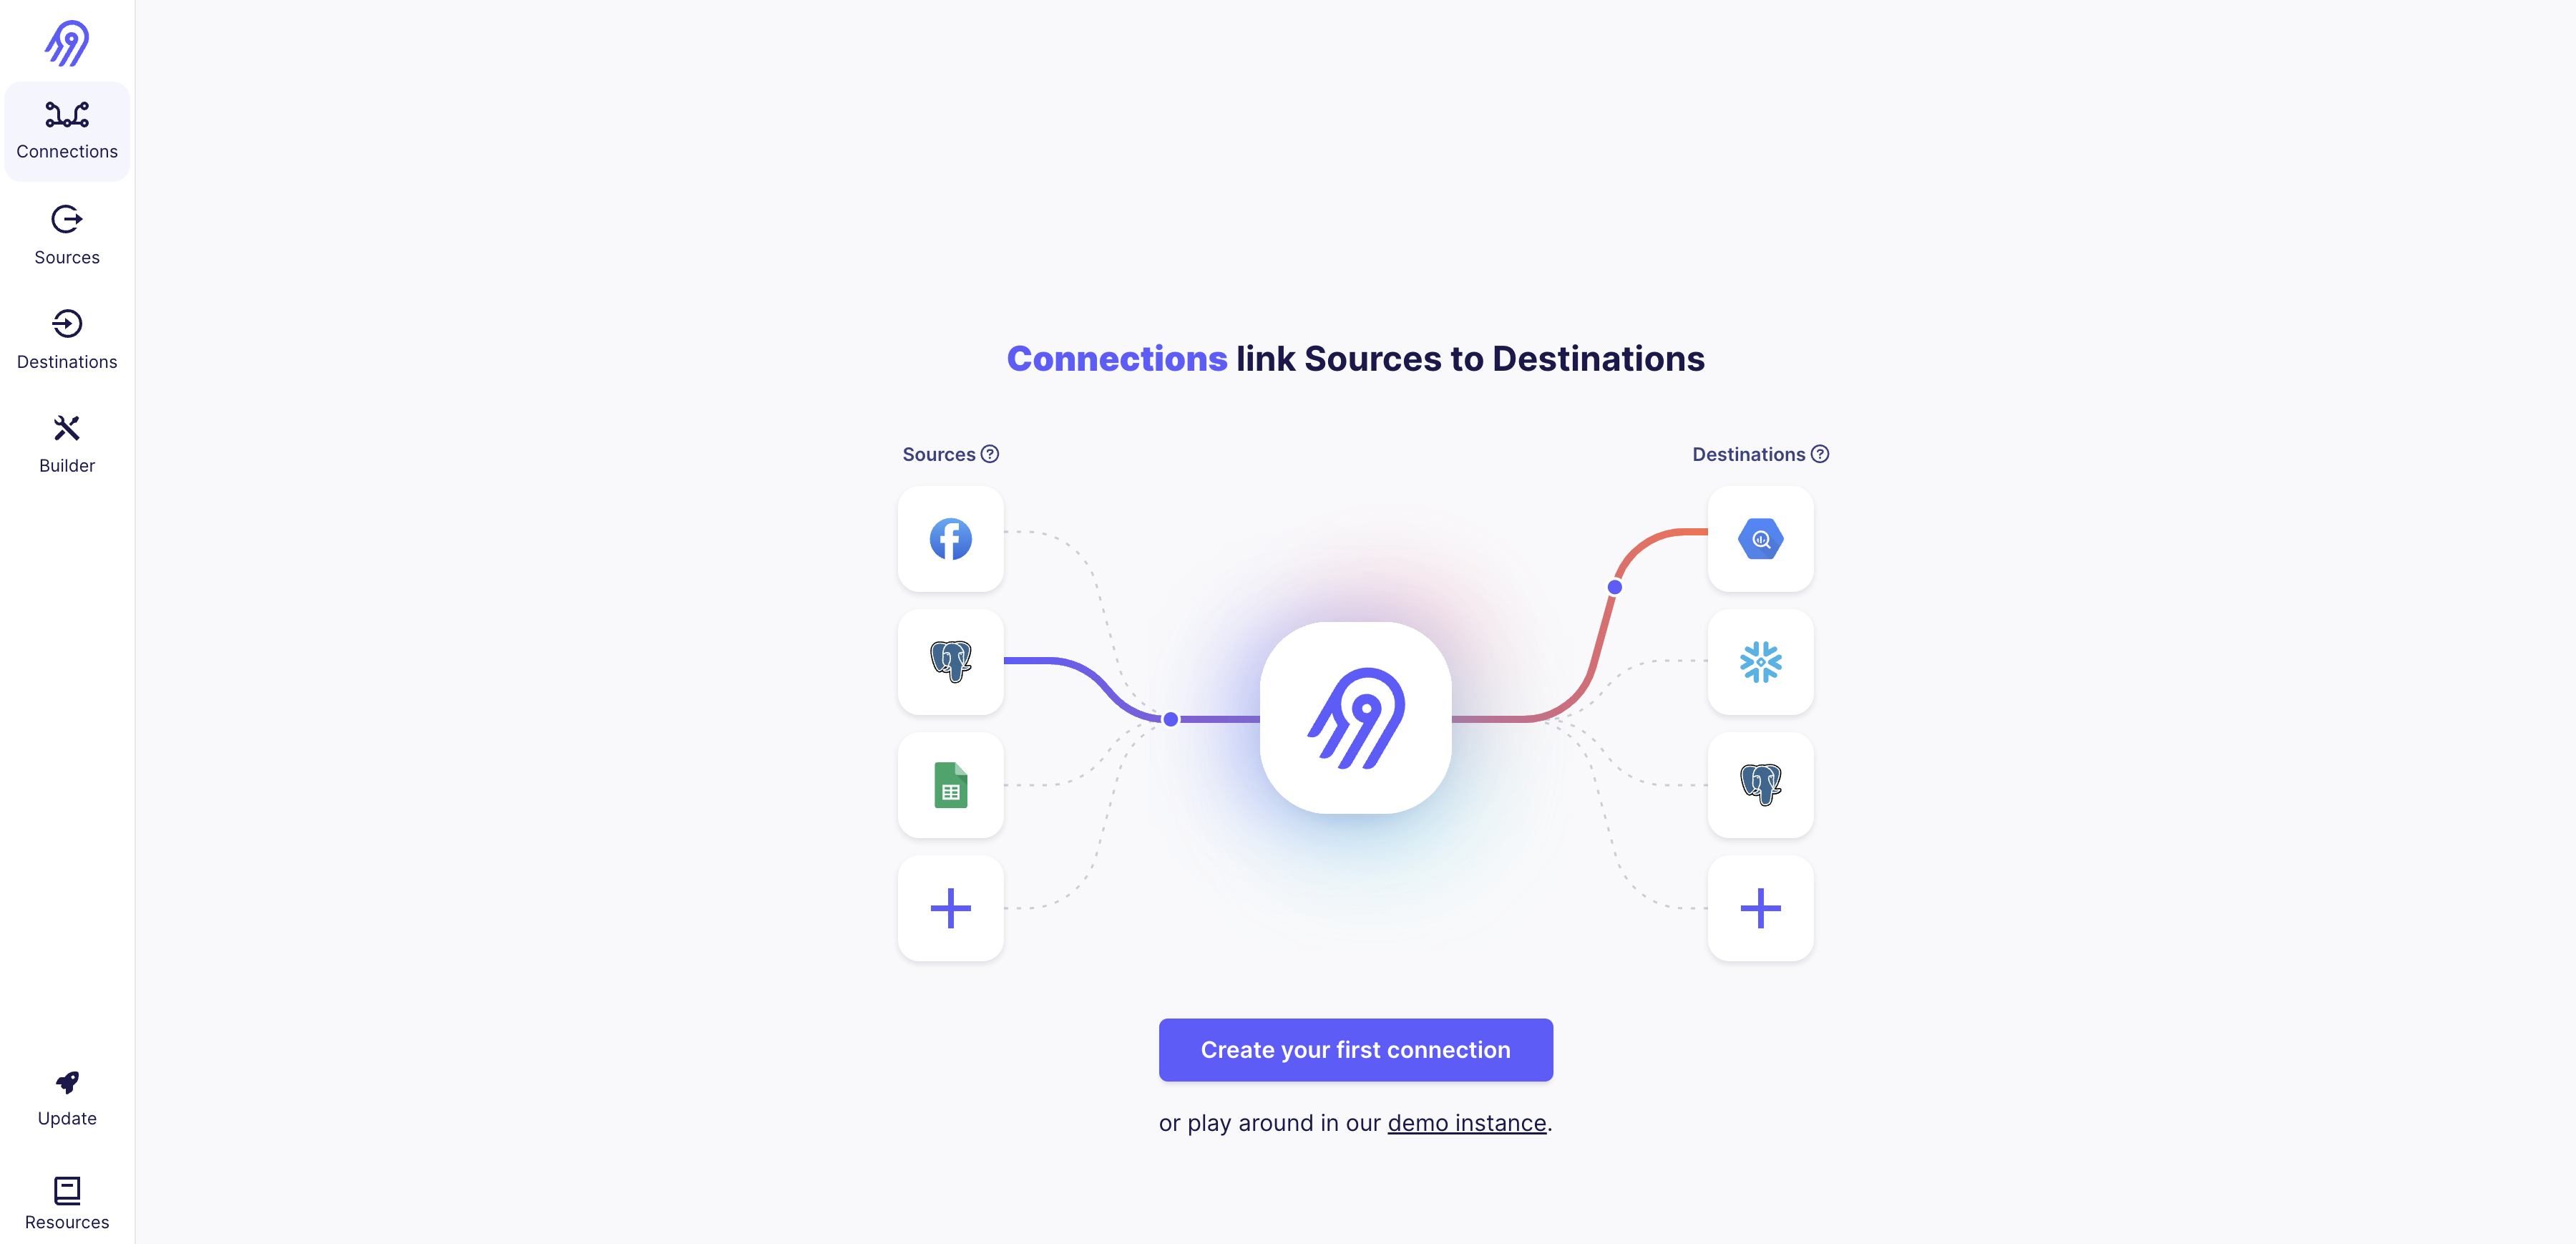 Connections
Sources
Destinations
Builder
Update
Resources
Connections link Sources to Destinations
Sources
Destinations
Create your first connection
or play around in our demo instance.